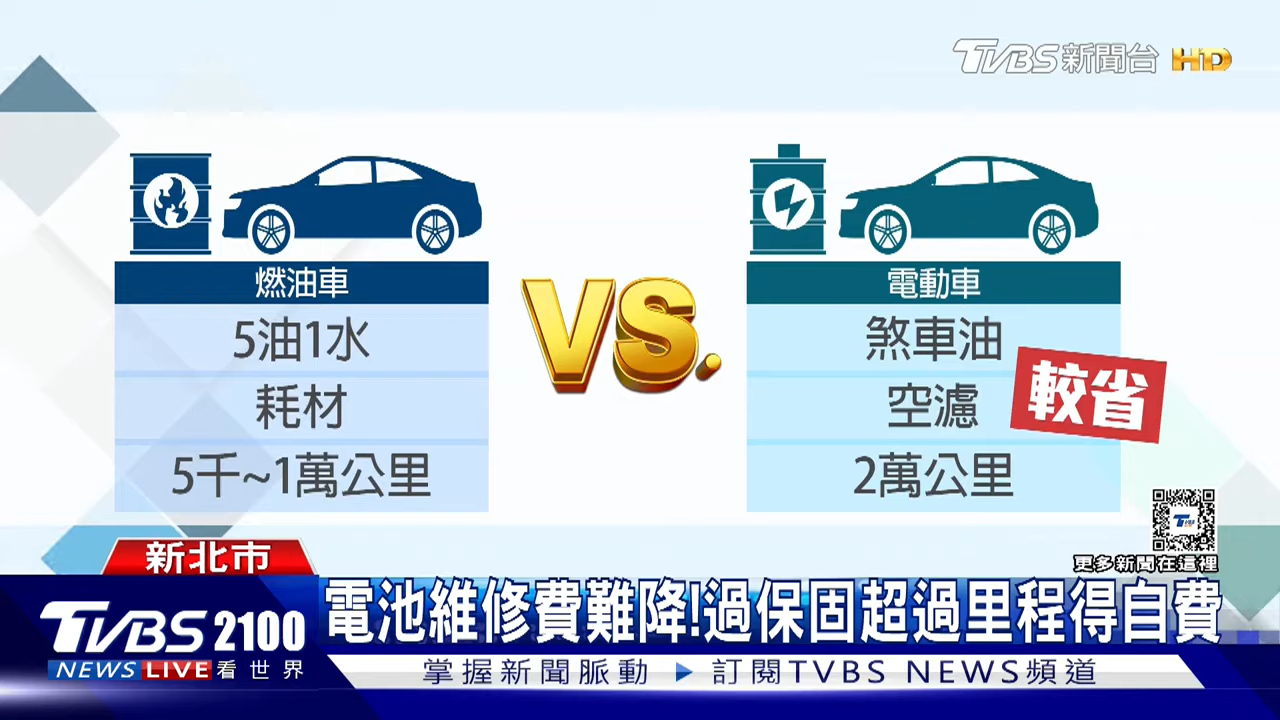 TVBS新聞台 HD
燃油車
5油1水
耗材
5千~1萬公里
VS.
電動車
煞車油
空濾
較省
2萬公里
TVBS
更多新聞在這裡
新北市
電池維修費難降!過保固超過里程得自費
TVBS 2100
NEWS LIVE 看世界
掌握新聞脈動 ▶ 訂閱TVBS NEWS頻道